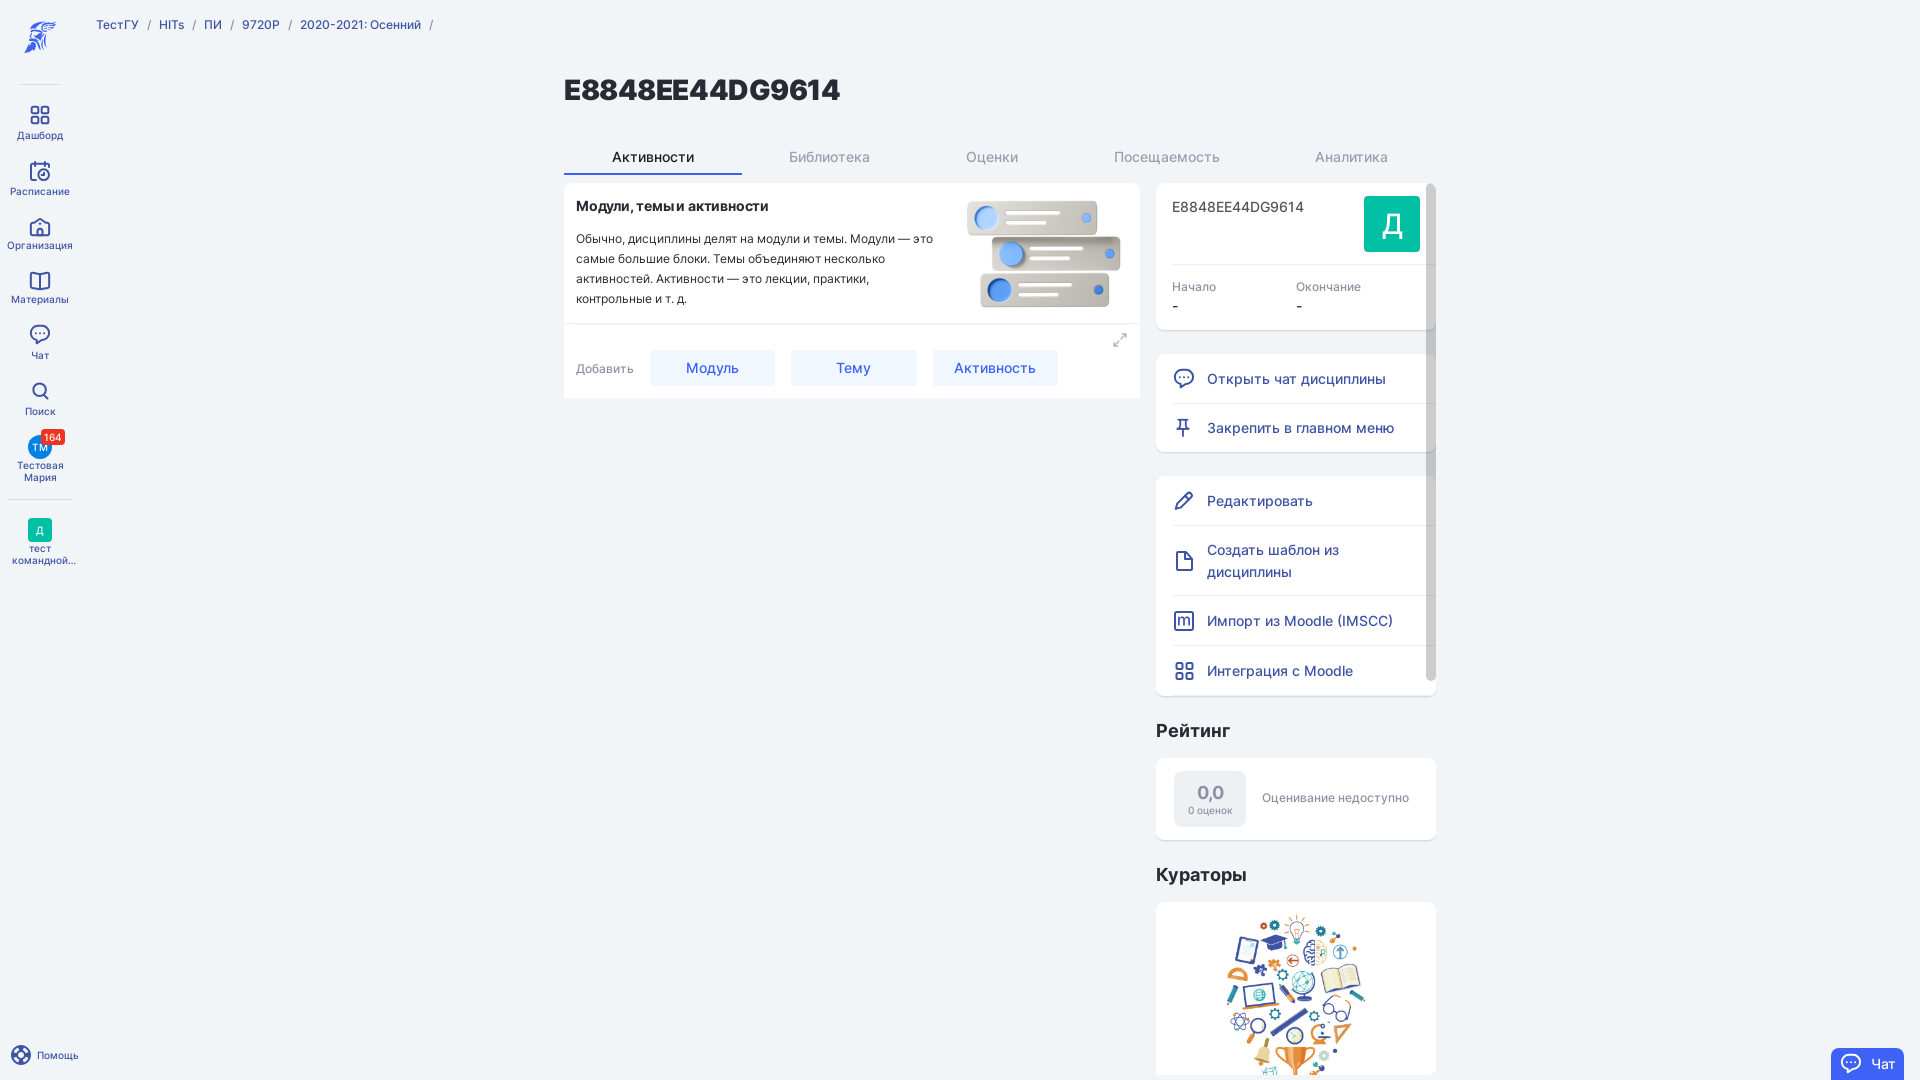 ТестГУ / HITs / ПИ / 9720P / 2020-2021: Осенний /
E8848EE44DG9614
Дашборд
Расписание
Организация
Материалы
Чат
Поиск
164
ТМ
Тестовая
Мария
Д
тест
командной...
Помощь
Активности
Библиотека
Оценки
Посещаемость
Аналитика
Модули, темы и активности
Обычно, дисциплины делят на модули и темы. Модули — это
самые большие блоки. Темы объединяют несколько
активностей. Активности — это лекции, практики,
контрольные и т. д.
Добавить
Модуль
Тему
Активность
E8848EE44DG9614
Д
Начало
Окончание
-
-
Открыть чат дисциплины
Закрепить в главном меню
Редактировать
Создать шаблон из
дисциплины
Импорт из Moodle (IMSCC)
Интеграция с Moodle
Рейтинг
0,0
0 оценок
Оценивание недоступно
Кураторы
Чат